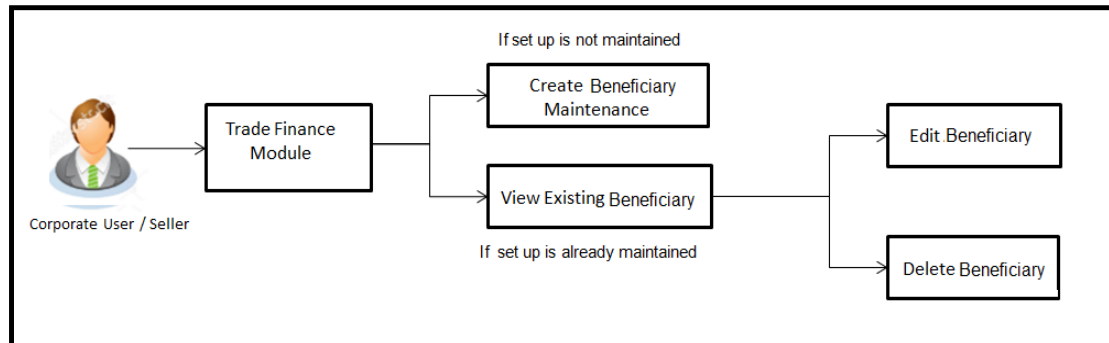 If set up is not maintained
Create Beneficiary
Maintenance
Trade Finance
Module
Edit .Beneficiary
View Existing Beneficiary
Corporate User / Seller
If set up is already maintained
Delete Beneficiary